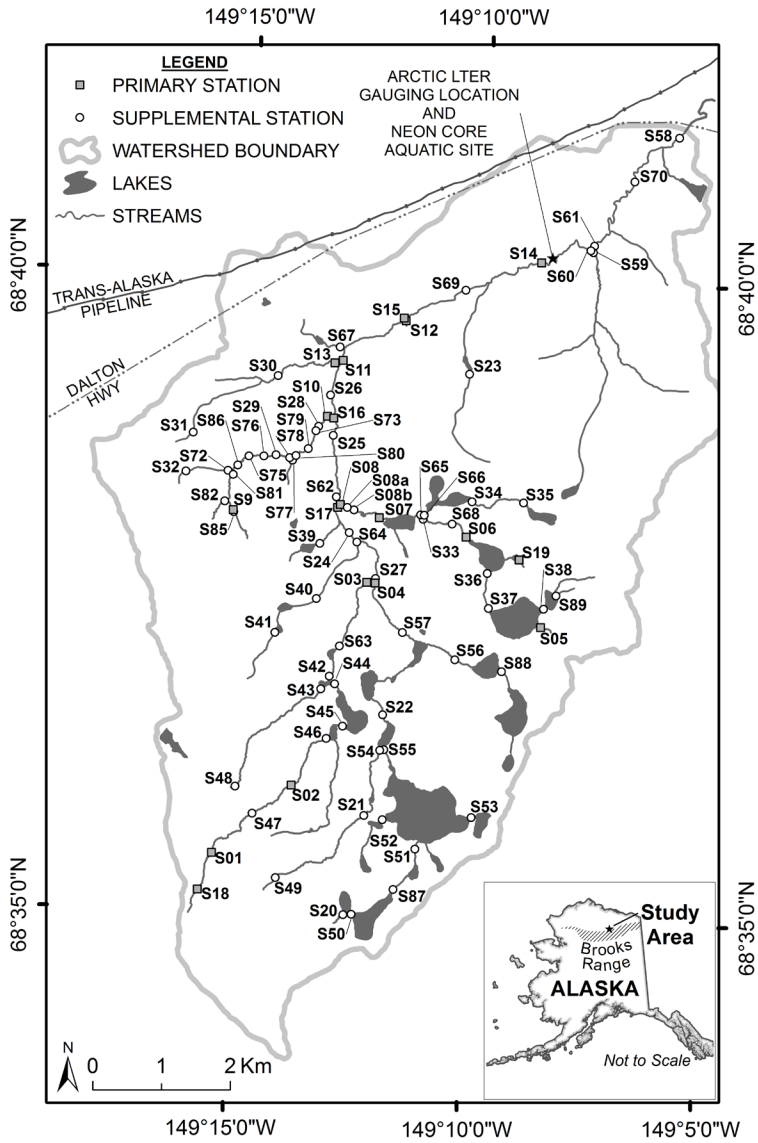 149°15'0"W
149°10'0"W
LEGEND
PRIMARY STATION
SUPPLEMENTAL STATION
WATERSHED BOUNDARY
LAKES
STREAMS
ARCTIC LTER
GAUGING LOCATION
AND
NEON CORE
AQUATIC SITE
S58
S70
S61
S14
S60
S59
68°40'0"N
68°40'0"N
TRANS-ALASKA
PIPELINE
DALTON
HWY
S69
S15
S12
S67
S13
S11
S30
S23
S10
S26
S28
S16
S29
S79
S73
S86
S78
S31
S25
S72
S80
S32
S75
S08
S65
S81
S62
S08a
S66
S82
S9
S77
S08b
S34
S35
S17
S07
S68
S85
S06
S39
S64
S33
S24
S19
S27
S38
S03
S36
S04
S40
S37
S89
S41
S57
S05
S63
S56
S42
S44
S88
S43
S45
S22
S46
S54
S55
S48
S02
S21
S53
S47
S52
S51
S01
S49
S18
S87
S20
S50
68°35'0"N
68°35'0"N
Study
Area
Brooks
Range
ALASKA
Not to Scale
N
0 1 2 Km
149°15'0"W
149°10'0"W
149°5'0"W